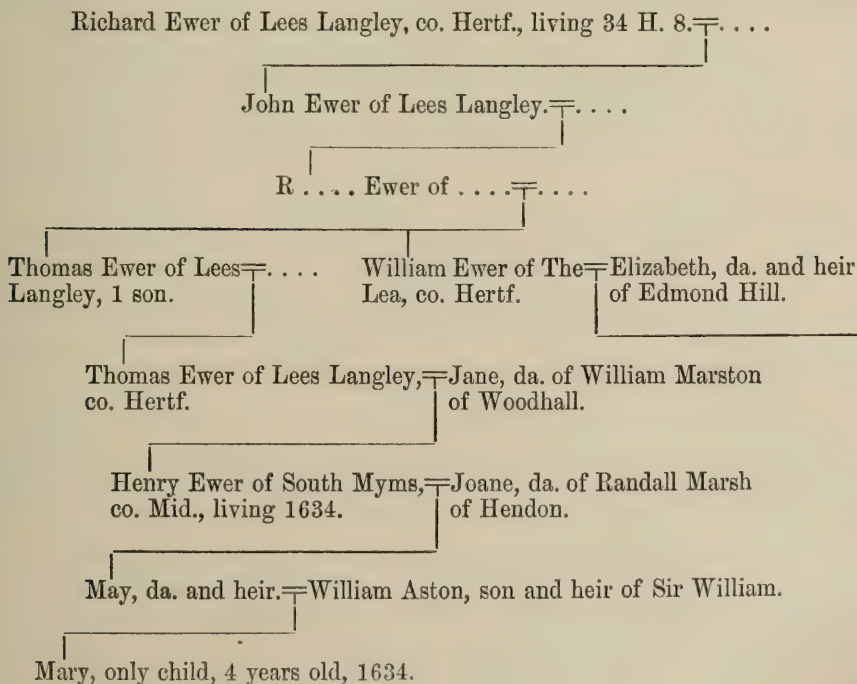 Richard Ewer of Lees Langley, co. Hertf., living 34 H. 8.=. . . .
John Ewer of Lees Langley.=. . . .
R . . . . Ewer of . . . .=. . . .
Thomas Ewer of Lees=. . . . William Ewer of The=Elizabeth, da. and heir
Langley, 1 son. Lea, co. Hertf. of Edmond Hill.
Thomas Ewer of Lees Langley,=Jane, da. of William Marston
co. Hertf. of Woodhall.
Henry Ewer of South Myms,=Joane, da. of Randall Marsh
co. Mid., living 1634. of Hendon.
May, da. and heir.=William Aston, son and heir of Sir William.
Mary, only child, 4 years old, 1634.